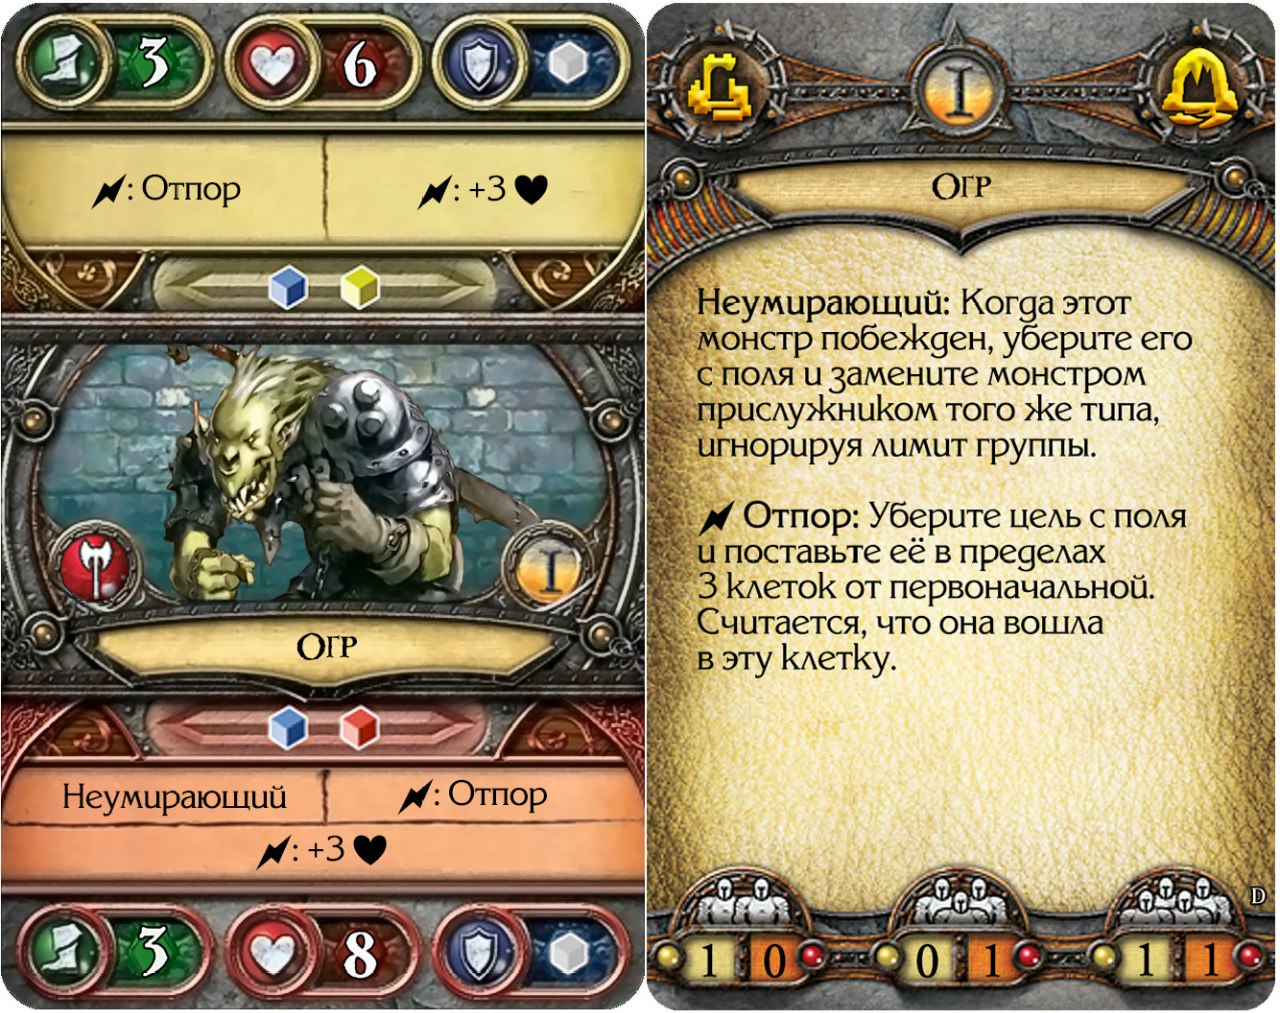 3 6
: Отпор : +3
I
Огр
Неумирающий : Отпор
: +3
3 8
I
Огр
Неумирающий: Когда этот
монстр побежден, уберите его
с поля и замените монстром
прислужником того же типа,
игнорируя лимит группы.
Отпор: Уберите цель с поля
и поставьте её в пределах
3 клеток от первоначальной.
Считается, что она вошла
в эту клетку.
D
1 0 0 1 1 1